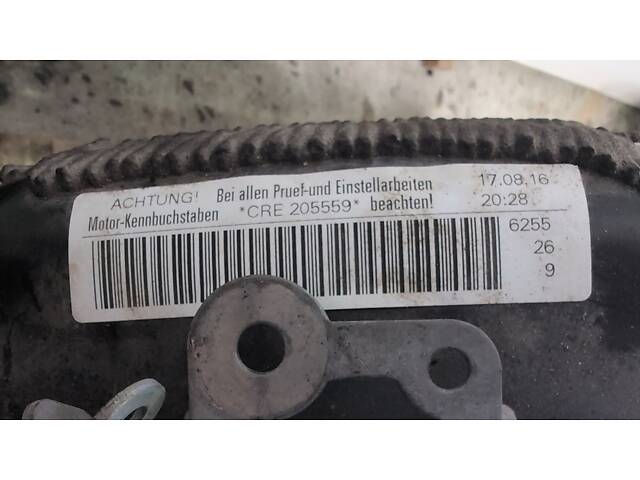 ACHTUNG! Bei allen Pruef-und Einstellarbeiten 17.08.16
Motor-Kennbuchstaben *CRE 205559* beachten! 20:28
6255
26
9